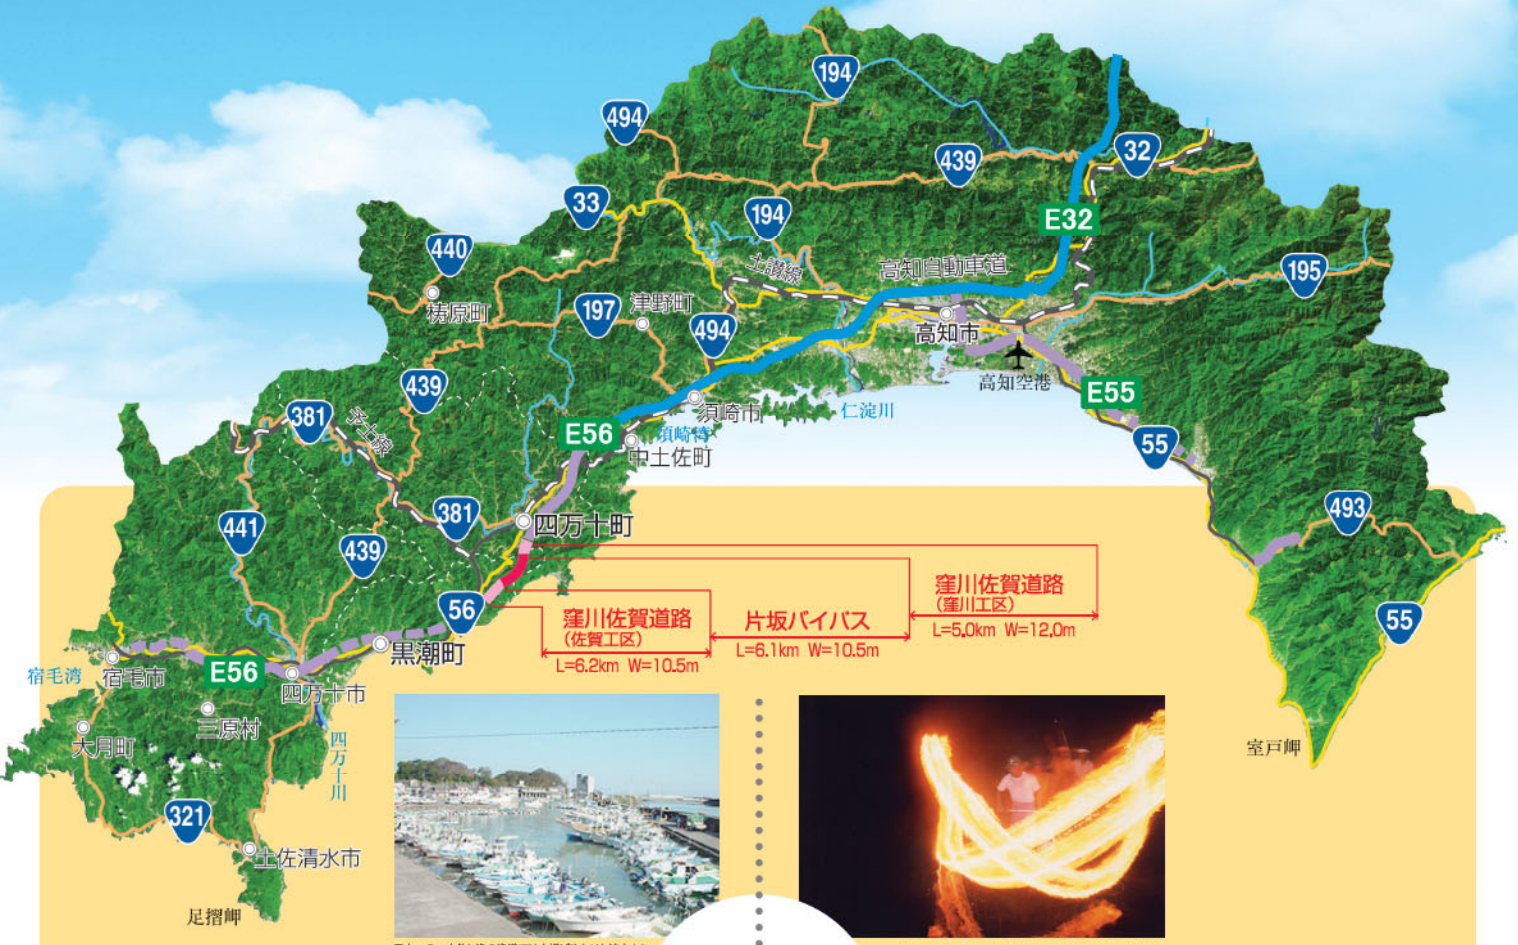 194
494
439
32
33
194
E32
440
土讃線
高知自動車道
195
梼原町
197
津野町
494
高知市
高知空港
439
E55
381
予土線
須崎市
仁淀川
E56
須崎湾
中土佐町
55
441
439
381
四万十町
493
56
窪川佐賀道路
(佐賀工区)
L=6.2km W=10.5m
片坂バイパス
L=6.1km W=10.5m
窪川佐賀道路
(窪川工区)
L=5.0km W=12.0m
55
黒潮町
宿毛湾
宿毛市
E56
四万十市
三原村
大月町
四万十川
室戸岬
321
土佐清水市
足摺岬